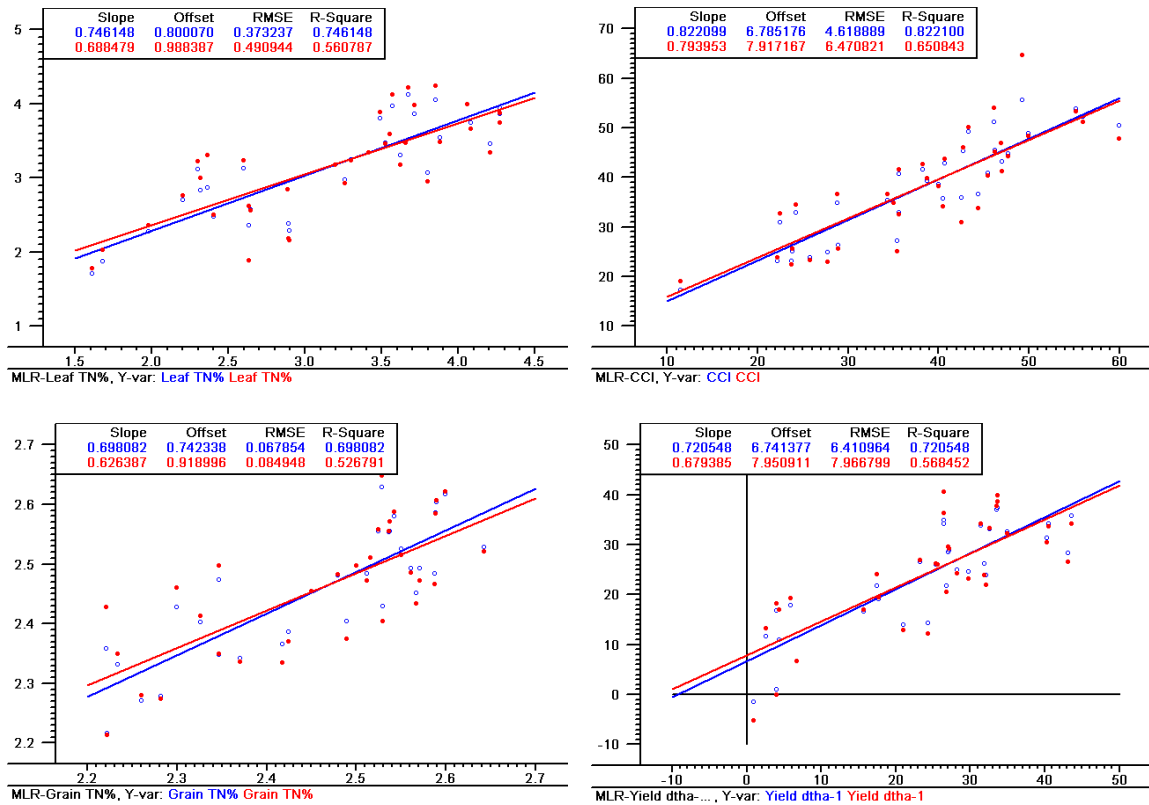 Slope Offset RMSE R-Square
0.746148 0.800070 0.373237 0.746148
0.688479 0.988387 0.490944 0.560787
5
4
3
2
1
1.5 2.0 2.5 3.0 3.5 4.0 4.5
MLR-Leaf TN%, Y-var: Leaf TN% Leaf TN%
Slope Offset RMSE R-Square
0.822099 6.785176 4.618889 0.822100
0.793953 7.917167 6.470821 0.650843
70
60
50
40
30
20
10
10 20 30 40 50 60
MLR-CCI, Y-var: CCI CCI
Slope Offset RMSE R-Square
0.698082 0.742338 0.067854 0.698082
0.626387 0.918996 0.084948 0.526791
2.7
2.6
2.5
2.4
2.3
2.2
2.2 2.3 2.4 2.5 2.6 2.7
MLR-Grain TN%, Y-var: Grain TN% Grain TN%
Slope Offset RMSE R-Square
0.720548 6.741377 6.410964 0.720548
0.679385 7.950911 7.966799 0.568452
50
40
30
20
10
0
-10
-10 0 10 20 30 40 50
MLR-Yield dtha-... , Y-var: Yield dtha-1 Yield dtha-1